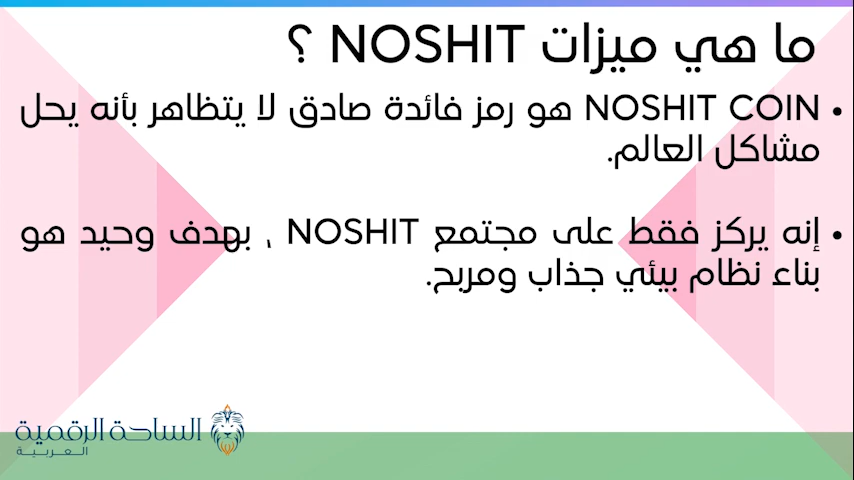 ما هي ميزات NOSHIT ؟
• NOSHIT COIN هو رمز فائدة صادق لا يتظاهر بأنه يحل
مشاكل العالم.
• إنه يركز فقط على مجتمع NOSHIT ، بهدف وحيد هو
بناء نظام بيئي جذاب ومربح.
الساحة الرقمية
العربية